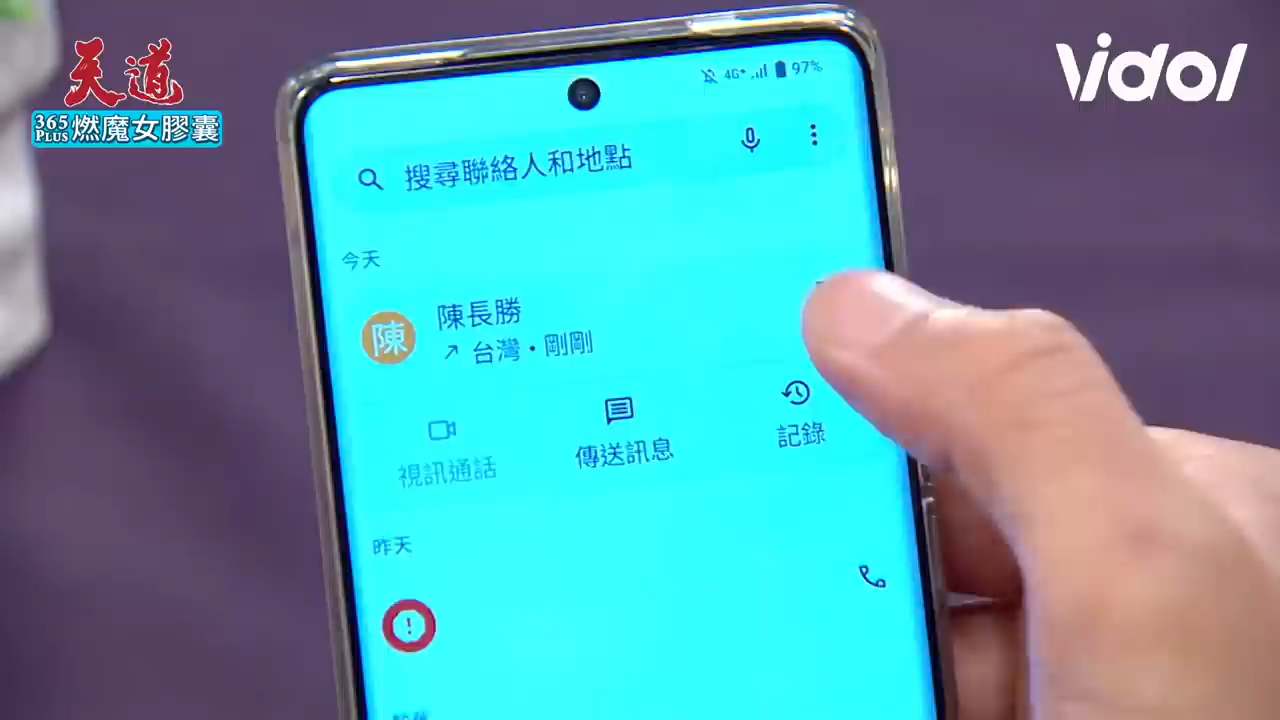 天道
365 PLUS 燃魔女膠囊
Vidol
4G+ 97%
搜尋聯絡人和地點
今天
陳
陳長勝
台灣・剛剛
視訊通話
傳送訊息
記錄
昨天
!